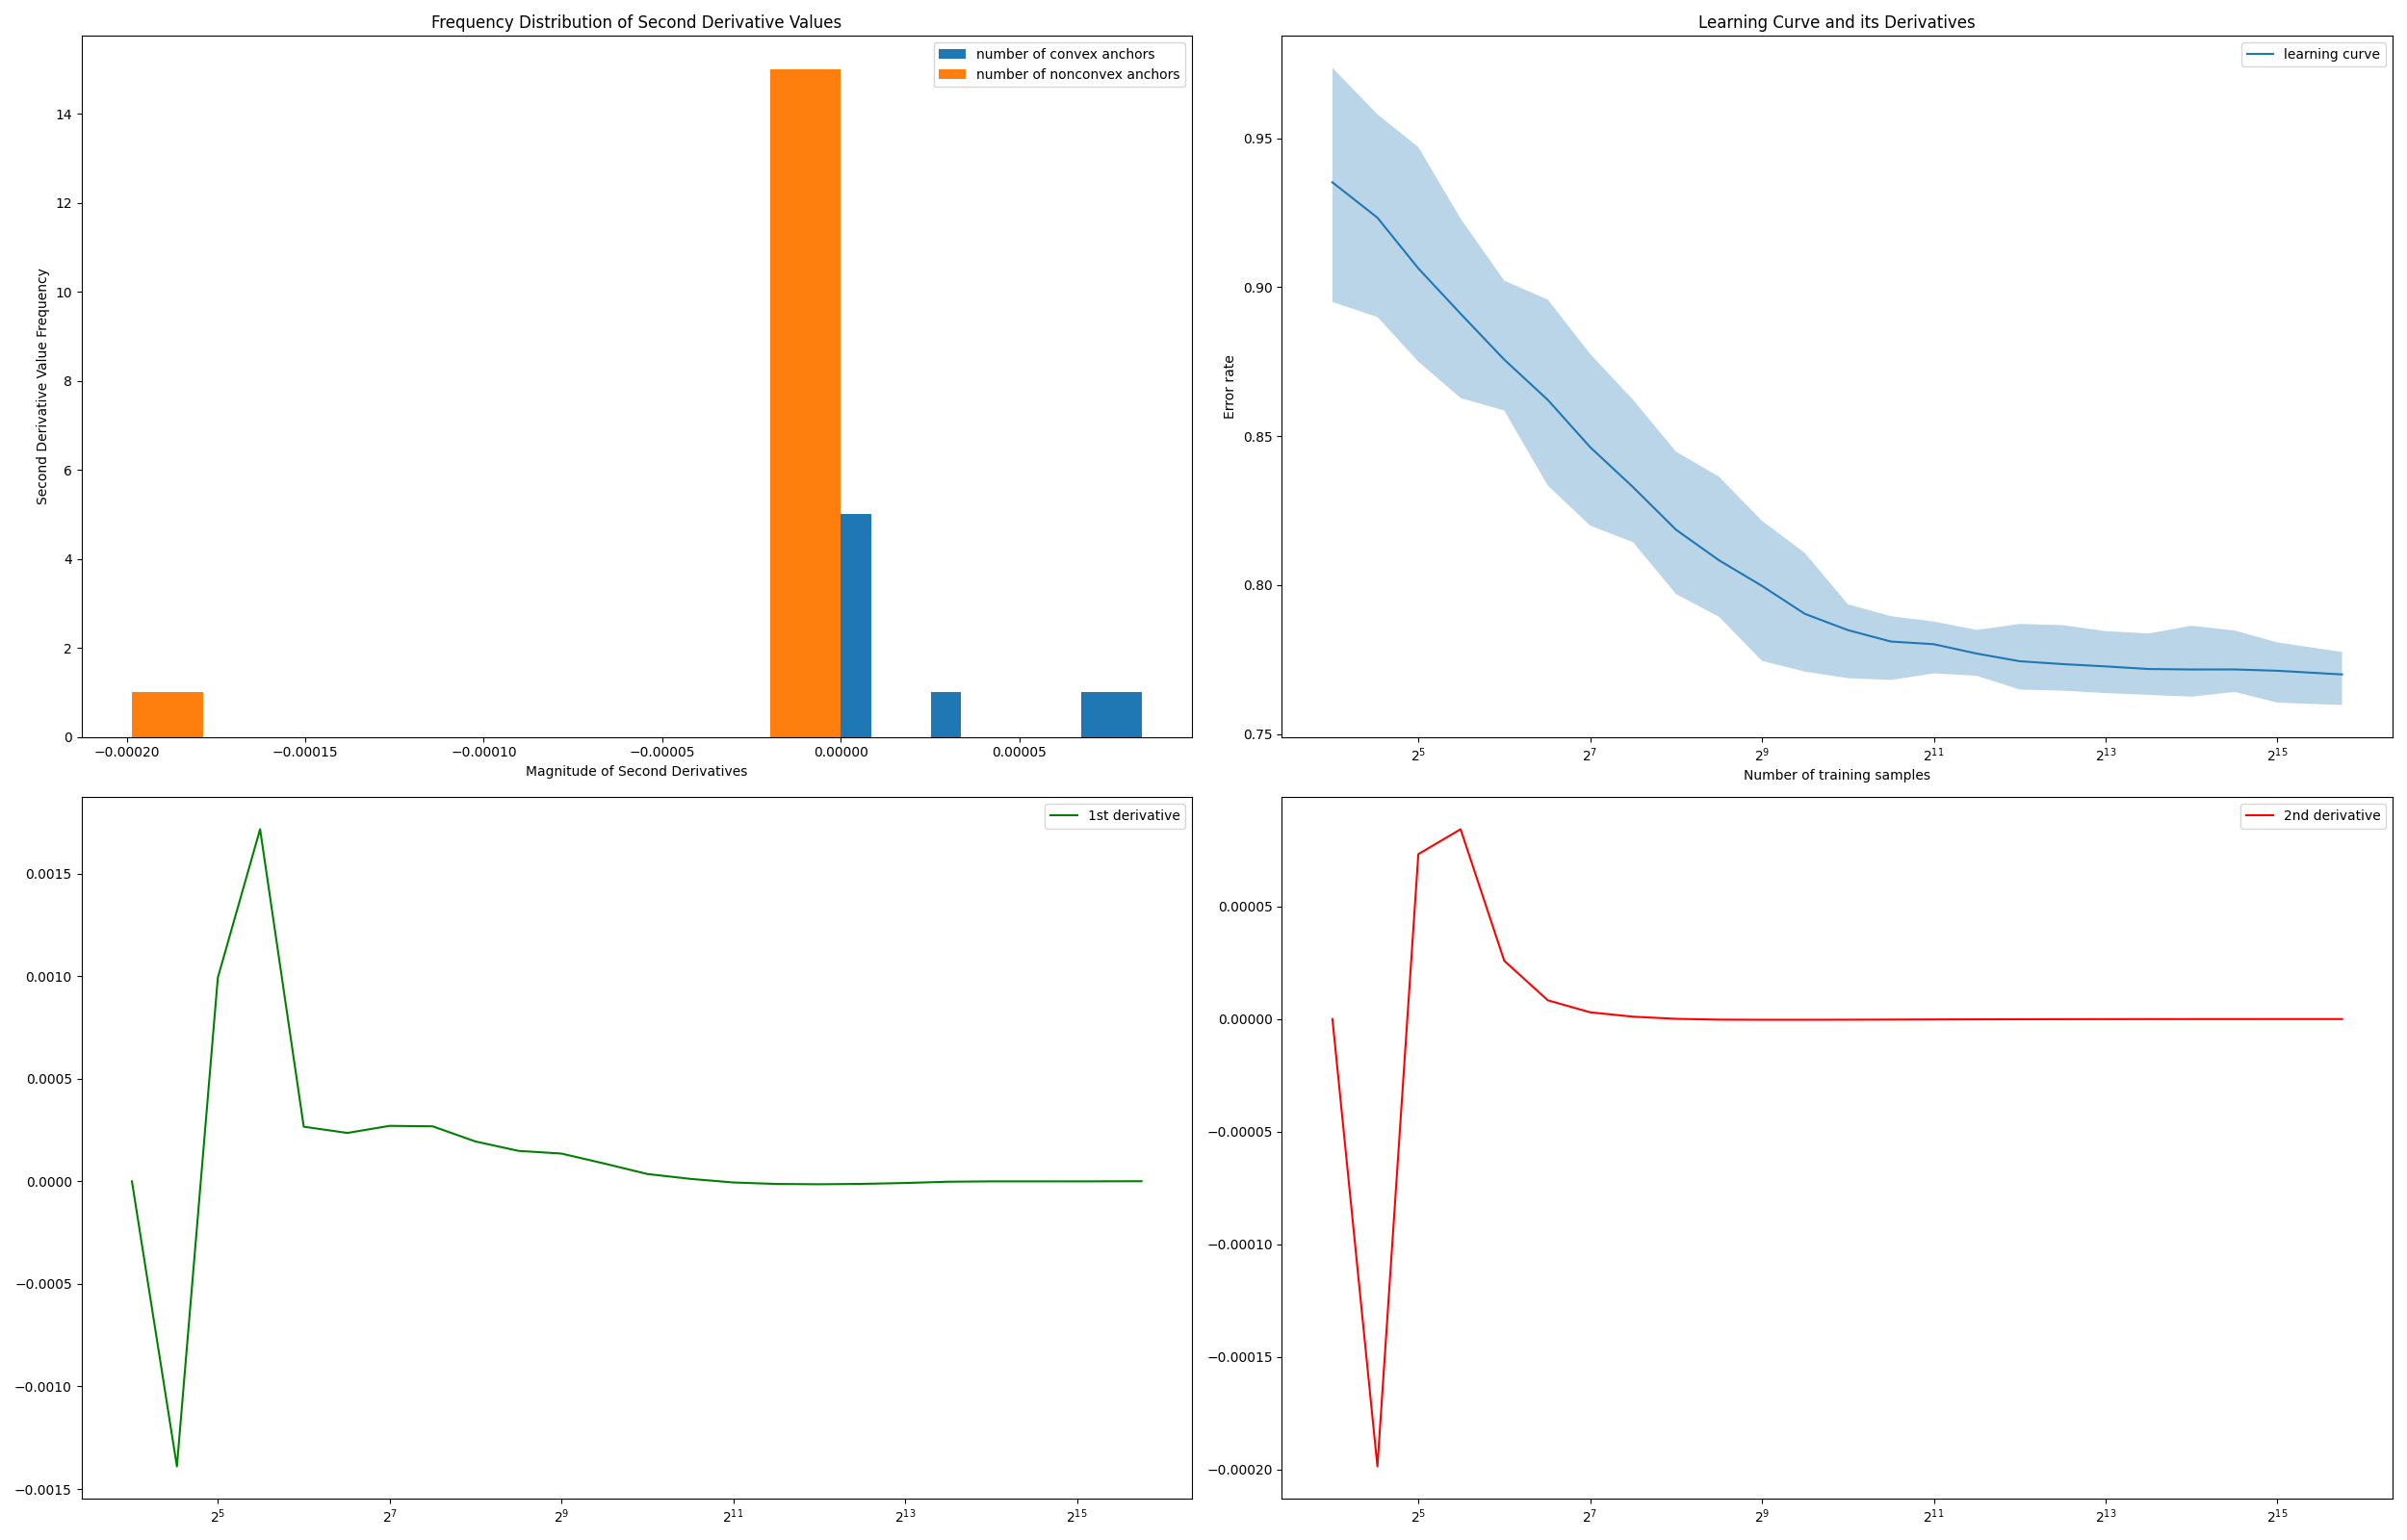 Frequency Distribution of Second Derivative Values
number of convex anchors
number of nonconvex anchors
14
12
10
8
6
4
2
0
Second Derivative Value Frequency
−0.00020 −0.00015 −0.00010 −0.00005 0.00000 0.00005
Magnitude of Second Derivatives
Learning Curve and its Derivatives
learning curve
0.95
0.90
0.85
0.80
0.75
Error rate
2^5 2^7 2^9 2^11 2^13 2^15
Number of training samples
1st derivative
0.0015
0.0010
0.0005
0.0000
−0.0005
−0.0010
−0.0015
2^5 2^7 2^9 2^11 2^13 2^15
2nd derivative
0.00005
0.00000
−0.00005
−0.00010
−0.00015
−0.00020
2^5 2^7 2^9 2^11 2^13 2^15